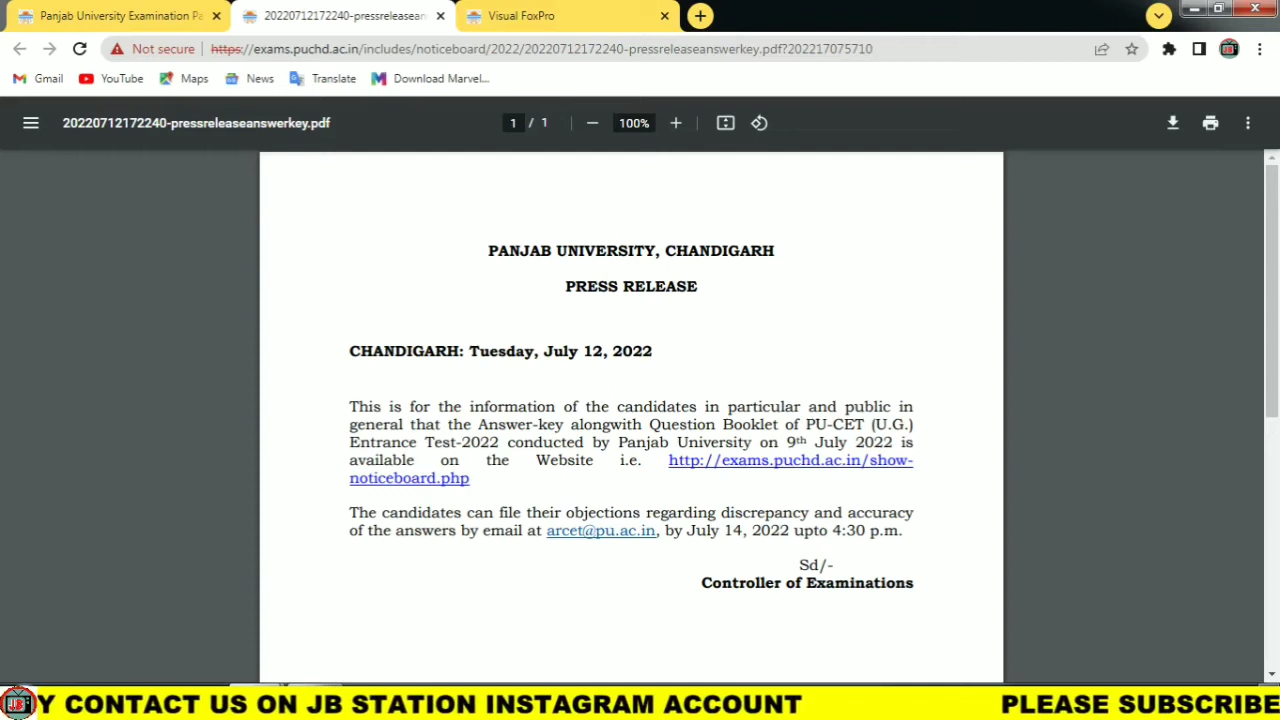 Panjab University Examination Pa
20220712172240-pressreleasean
Visual FoxPro
Not secure
https://exams.puchd.ac.in/includes/noticeboard/2022/20220712172240-pressreleaseanswerkey.pdf?202217075710
Gmail
YouTube
Maps
News
Translate
Download Marvel...
20220712172240-pressreleaseanswerkey.pdf
1 / 1
100%
PANJAB UNIVERSITY, CHANDIGARH
PRESS RELEASE
CHANDIGARH: Tuesday, July 12, 2022
This is for the information of the candidates in particular and public in
general that the Answer-key alongwith Question Booklet of PU-CET (U.G.)
Entrance Test-2022 conducted by Panjab University on 9th July 2022 is
available on the Website i.e. http://exams.puchd.ac.in/show-
noticeboard.php
The candidates can file their objections regarding discrepancy and accuracy
of the answers by email at arcet@pu.ac.in, by July 14, 2022 upto 4:30 p.m.
Sd/-
Controller of Examinations
JB
Y CONTACT US ON JB STATION INSTAGRAM ACCOUNT
PLEASE SUBSCRIBE